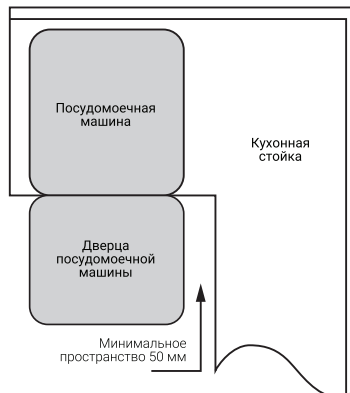 Посудомоечная
машина
Кухонная
стойка
Дверца
посудомоечной
машины
Минимальное
пространство 50 мм